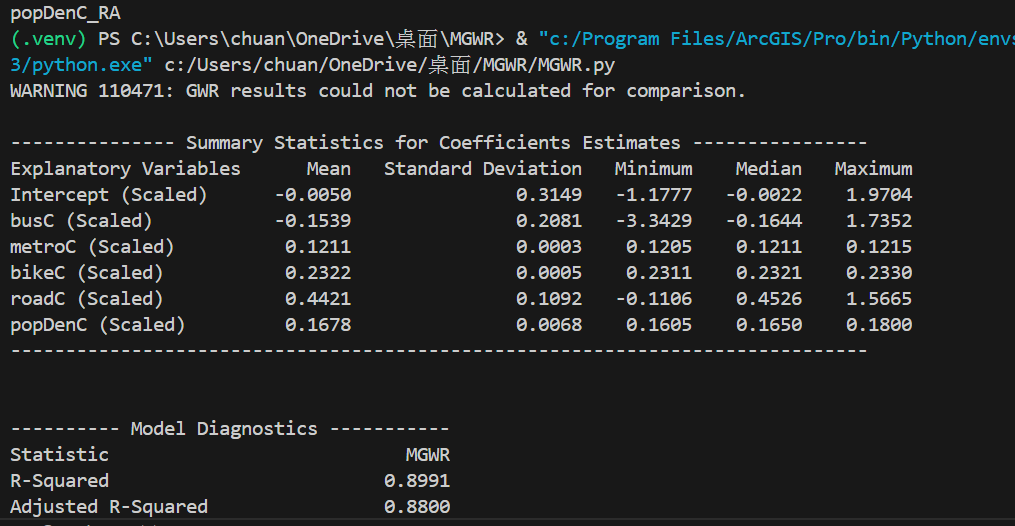 popDenC_RA
(.venv) PS C:\Users\chuan\OneDrive\桌面\MGWR> & "c:/Program Files/ArcGIS/Pro/bin/Python/envs
3/python.exe" c:/Users/chuan/OneDrive/桌面/MGWR/MGWR.py
WARNING 110471: GWR results could not be calculated for comparison.
--------------- Summary Statistics for Coefficients Estimates ----------------
Explanatory Variables      Mean   Standard Deviation   Minimum    Median   Maximum
Intercept (Scaled)      -0.0050               0.3149   -1.1777   -0.0022    1.9704
busC (Scaled)           -0.1539               0.2081   -3.3429   -0.1644    1.7352
metroC (Scaled)          0.1211               0.0003    0.1205    0.1211    0.1215
bikeC (Scaled)           0.2322               0.0005    0.2311    0.2321    0.2330
roadC (Scaled)           0.4421               0.1092   -0.1106    0.4526    1.5665
popDenC (Scaled)         0.1678               0.0068    0.1605    0.1650    0.1800
------------------------------------------------------------------------------
---------- Model Diagnostics -----------
Statistic                           MGWR
R-Squared                         0.8991
Adjusted R-Squared                0.8800